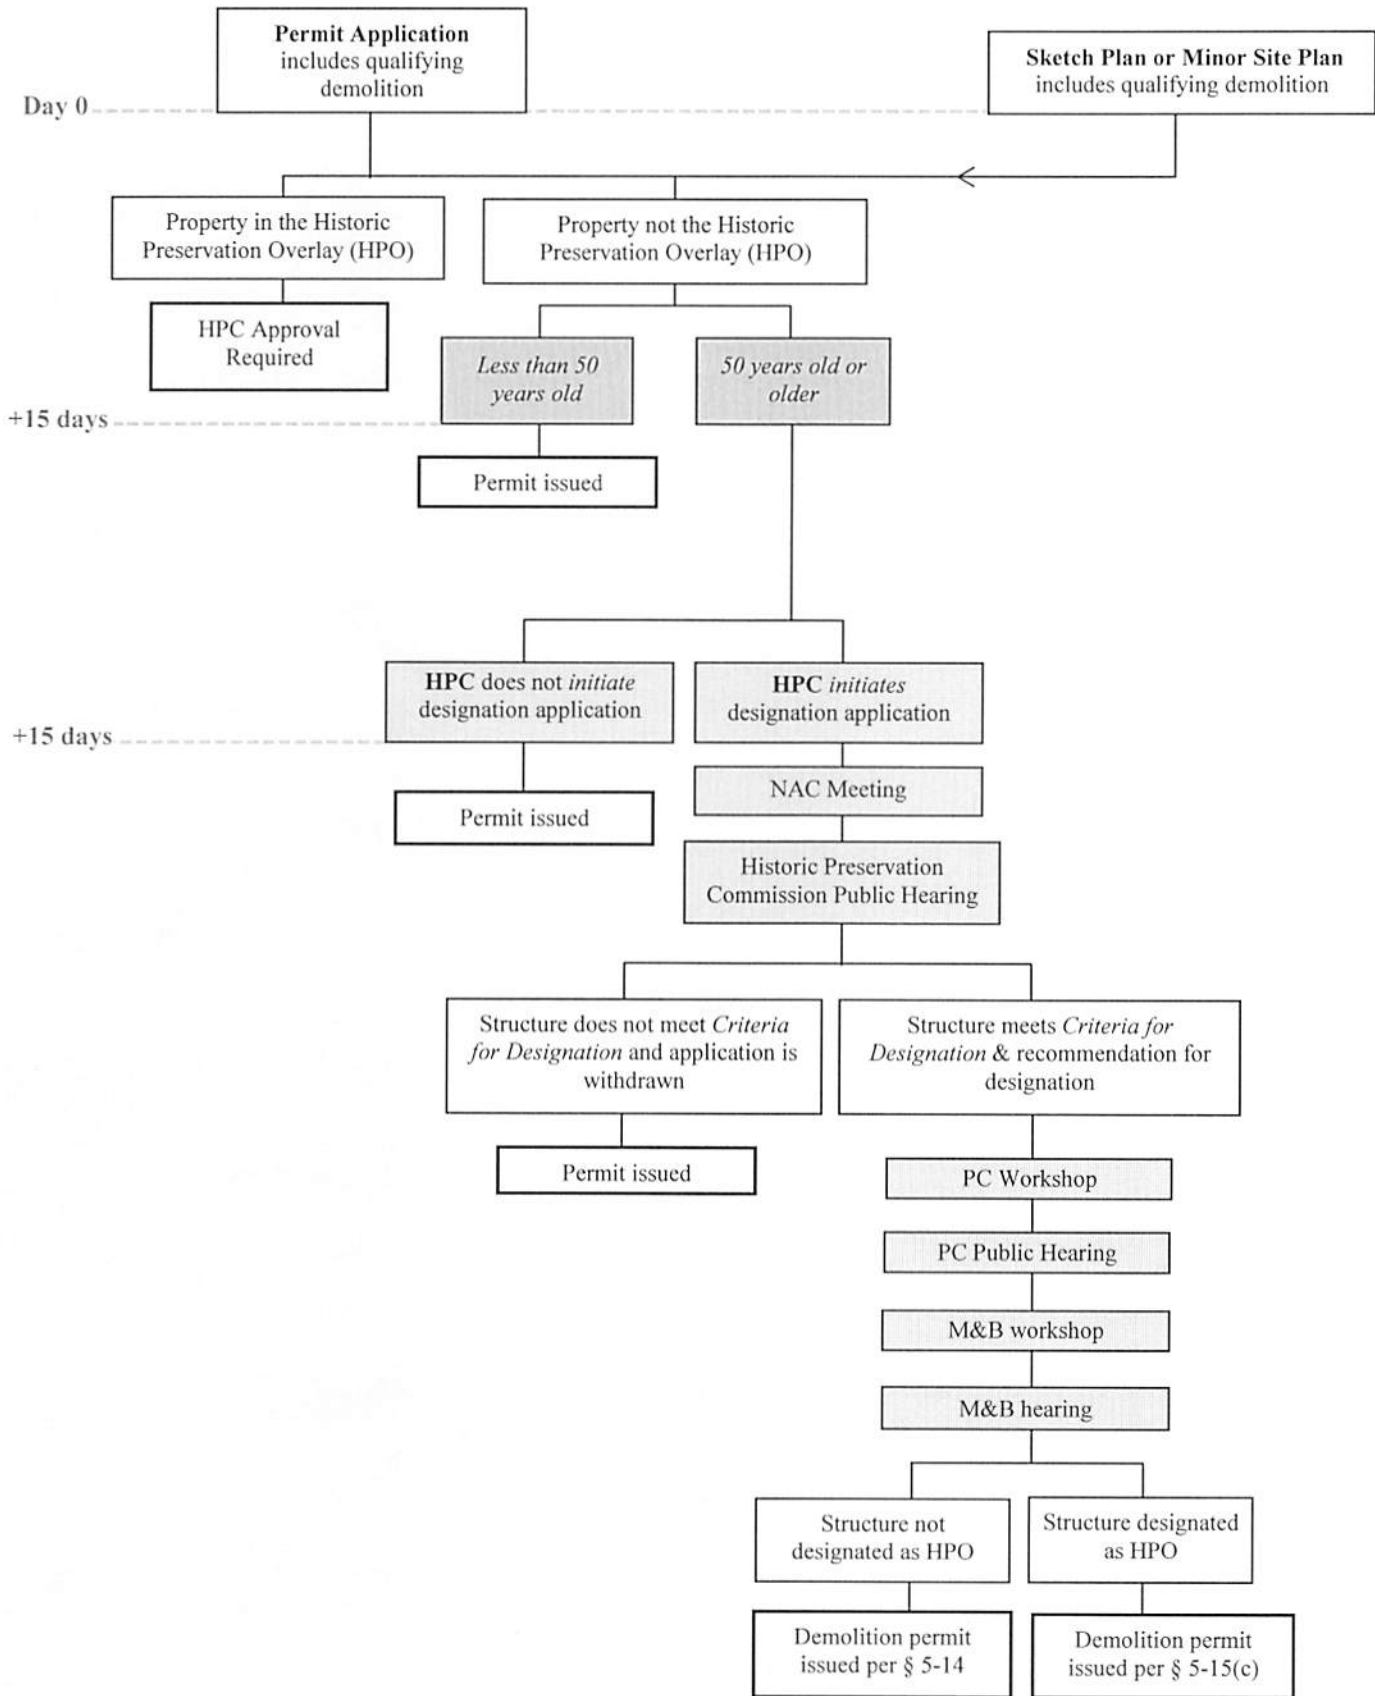 Permit Application
includes qualifying
demolition
Sketch Plan or Minor Site Plan
includes qualifying demolition
Day 0
Property in the Historic
Preservation Overlay (HPO)
Property not the Historic
Preservation Overlay (HPO)
HPC Approval
Required
Less than 50
years old
50 years old or
older
+15 days
Permit issued
HPC does not initiate
designation application
HPC initiates
designation application
+15 days
NAC Meeting
Permit issued
Historic Preservation
Commission Public Hearing
Structure does not meet Criteria
for Designation and application is
withdrawn
Structure meets Criteria for
Designation & recommendation for
designation
Permit issued
PC Workshop
PC Public Hearing
M&B workshop
M&B hearing
Structure not
designated as HPO
Structure designated
as HPO
Demolition permit
issued per § 5-14
Demolition permit
issued per § 5-15(c)